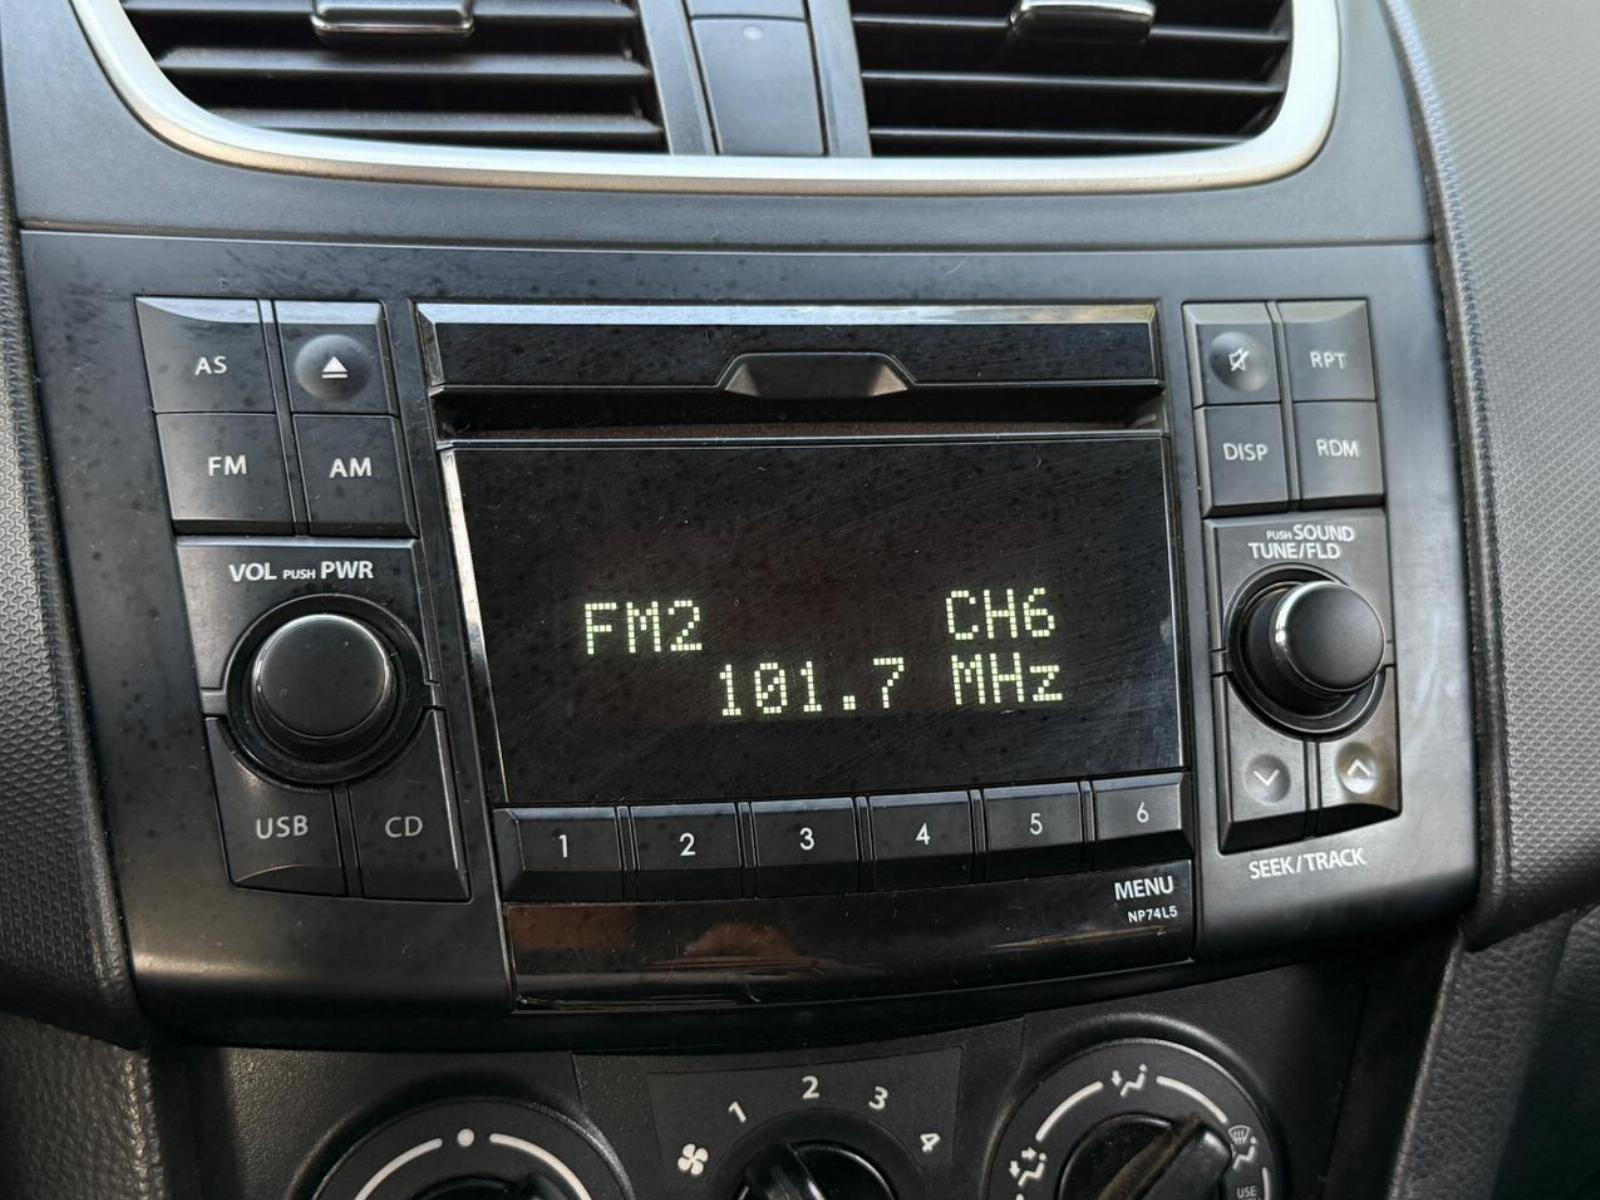 AS
RPT
FM
AM
DISP
RDM
VOL PUSH PWR
PUSH SOUND
TUNE/FLD
FM2 CH6
101.7 MHz
USB
CD
1 2 3 4 5 6
SEEK/TRACK
MENU
NP74L5
1 2 3 4
USE